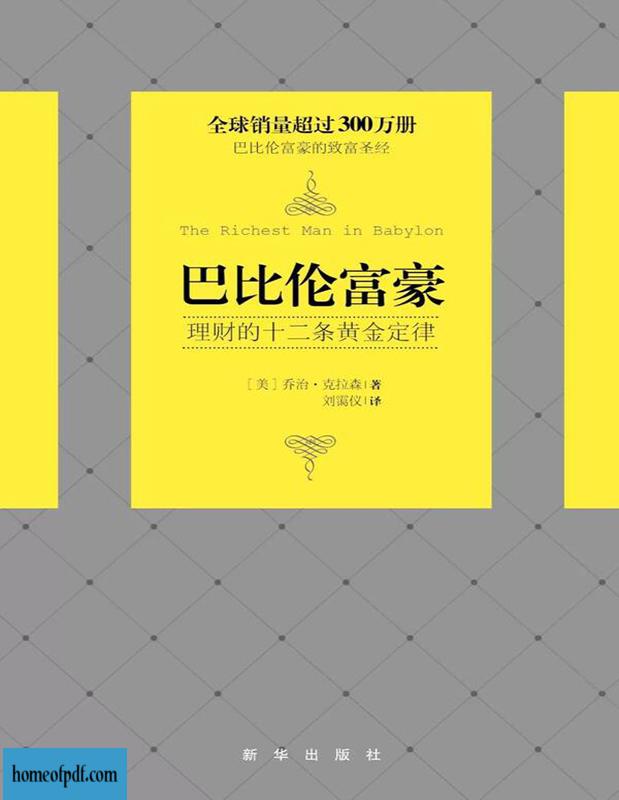 全球销量超过300万册
巴比伦富豪的致富圣经
The Richest Man in Babylon
巴比伦富豪
理财的十二条黄金定律
［美］乔治·克拉森 著
刘霭仪 译
新华出版社
homeofpdf.com